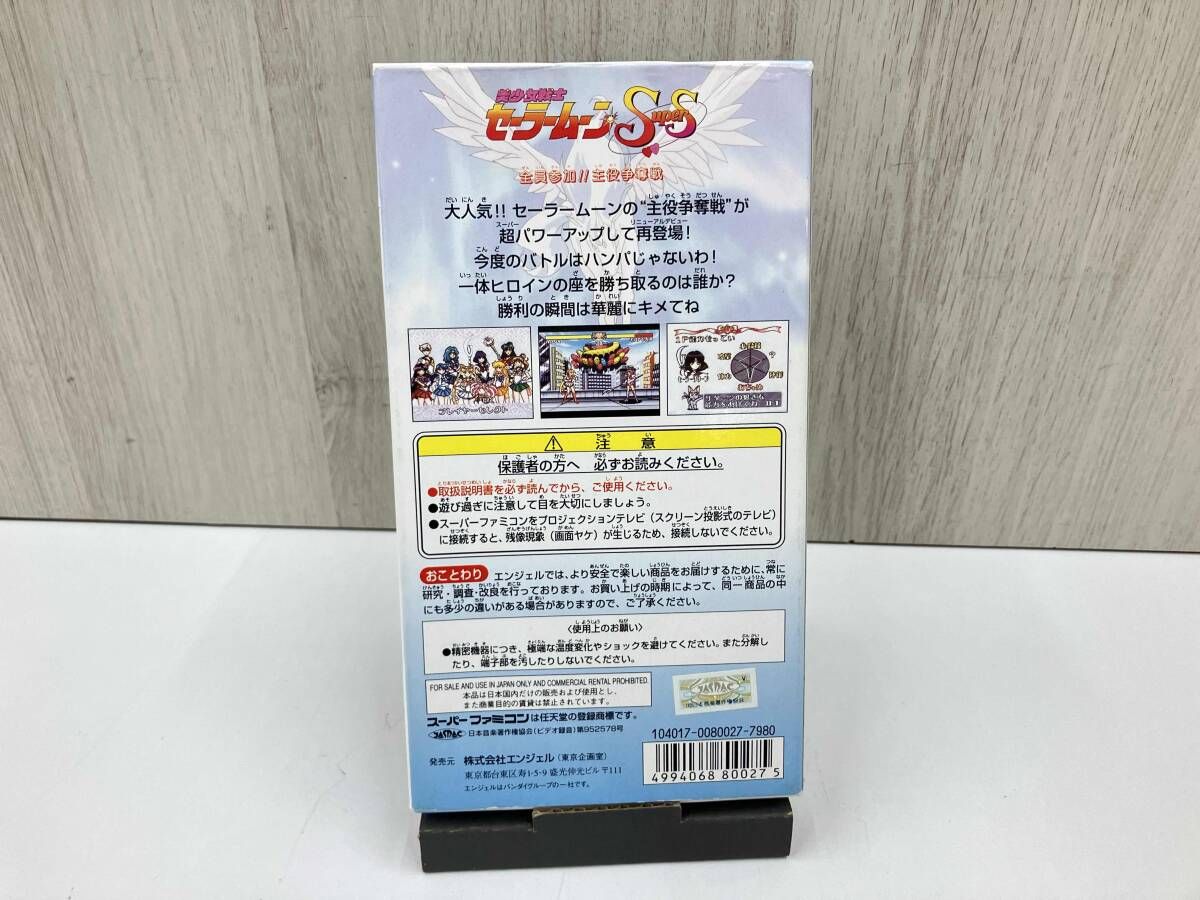 美少女戦士
セーラームーン SuperS
全員参加!!主役争奪戦
大人気!!セーラームーンの“主役争奪戦”が
超パワーアップして再登場!
今度のバトルはハンパじゃないわ!
一体ヒロインの座を勝ち取るのは誰か?
勝利の瞬間は華麗にキメてね
プレイヤーセレクト
注意
保護者の方へ 必ずお読みください。
●取扱説明書を必ず読んでから、ご使用ください。
●遊び過ぎに注意して目を大切にしましょう。
●スーパーファミコンをプロジェクションテレビ(スクリーン投影式のテレビ)
に接続すると、残像現象(画面ヤケ)が生じるため、接続しないでください。
おことわり エンジェルでは、より安全で楽しい商品をお届けするために、常に
研究・調査・改良を行っております。お買い上げの時期によって、同一商品の中
にも多少の違いがある場合がありますので、ご了承ください。
〈使用上のお願い〉
●精密機器につき、極端な温度変化やショックを避けてください。また分解し
たり、端子部を汚したりしないでください。
FOR SALE AND USE IN JAPAN ONLY AND COMMERCIAL RENTAL PROHIBITED.
本品は日本国内だけの販売および使用とし、
また商業目的の賃貸は禁止されています。
JASRAC
スーパーファミコンは任天堂の登録商標です。
JASRAC 日本音楽著作権協会(ビデオ録音)第952578号
104017-0080027-7980
発売元 株式会社エンジェル(東京企画室)
東京都台東区寿1-5-9 盛光伸光ビル 〒111
エンジェルはバンダイグループの一社です。
4994068 80027 5